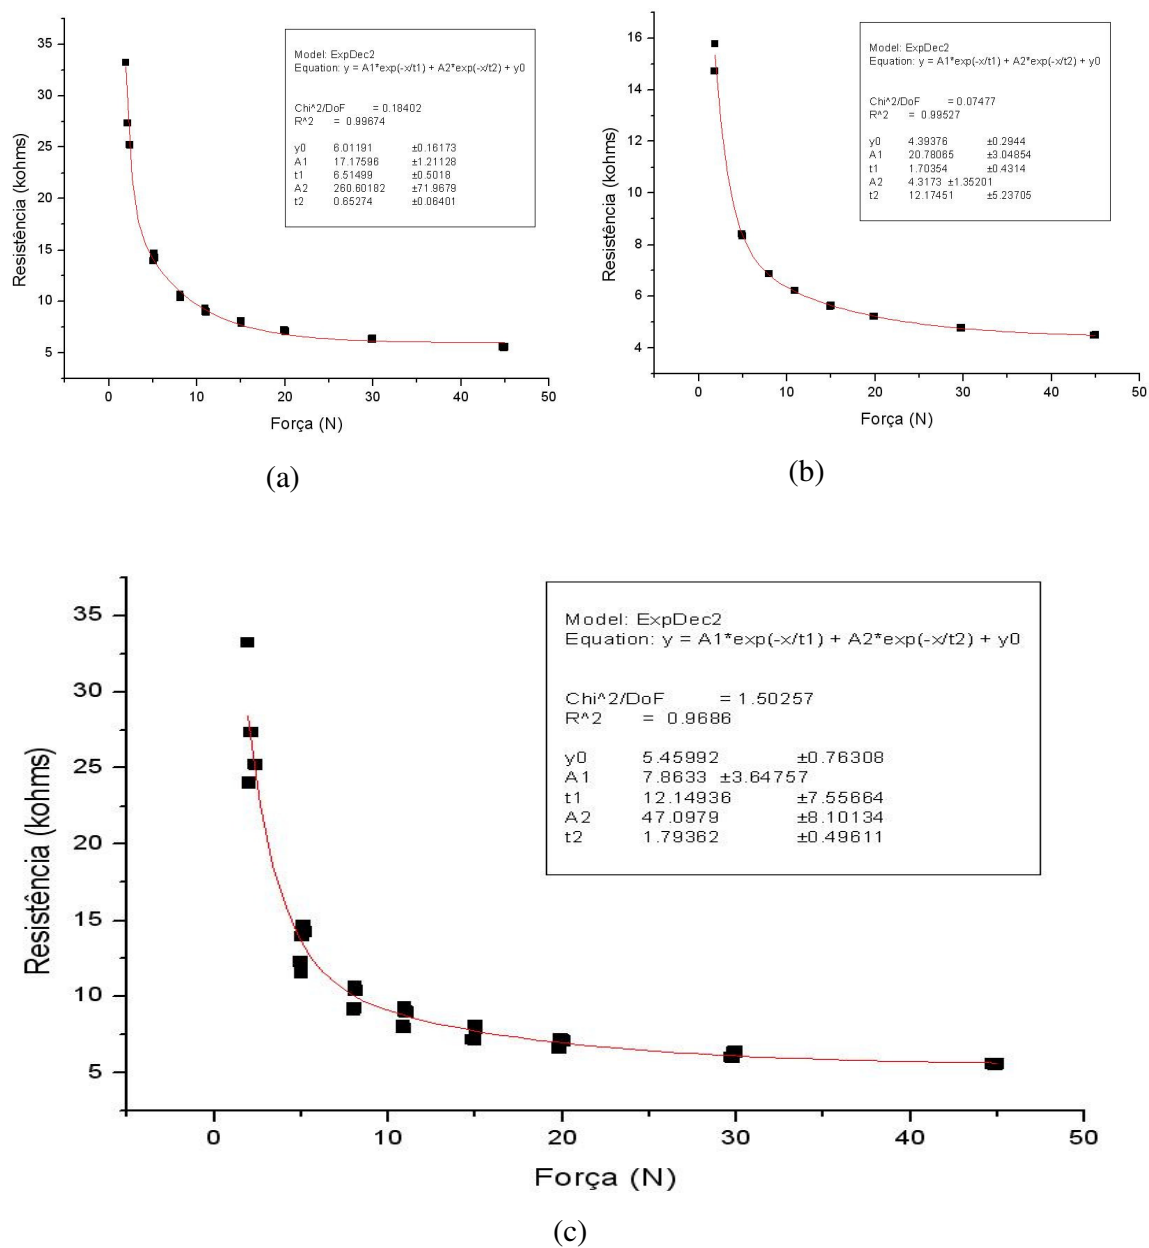 Model: ExpDec2
Equation: y = A1*exp(-x/t1) + A2*exp(-x/t2) + y0
Chi^2/DoF = 0.18402
R^2 = 0.99674
y0 6.01191 ±0.16173
A1 17.17596 ±1.21128
t1 6.51499 ±0.5018
A2 260.60182 ±71.9679
t2 0.65274 ±0.06401
35
30
25
20
15
10
5
Resistência (kohms)
0 10 20 30 40 50
Força (N)
(a)
Model: ExpDec2
Equation: y = A1*exp(-x/t1) + A2*exp(-x/t2) + y0
Chi^2/DoF = 0.07477
R^2 = 0.99527
y0 4.39376 ±0.2944
A1 20.78065 ±3.04854
t1 1.70354 ±0.4314
A2 4.3173 ±1.35201
t2 12.17451 ±5.23705
16
14
12
10
8
6
4
Resistência (kohms)
0 10 20 30 40 50
Força (N)
(b)
Model: ExpDec2
Equation: y = A1*exp(-x/t1) + A2*exp(-x/t2) + y0
Chi^2/DoF = 1.50257
R^2 = 0.9686
y0 5.45992 ±0.76308
A1 7.8633 ±3.64757
t1 12.14936 ±7.55664
A2 47.0979 ±8.10134
t2 1.79362 ±0.49611
35
30
25
20
15
10
5
Resistência (kohms)
0 10 20 30 40 50
Força (N)
(c)